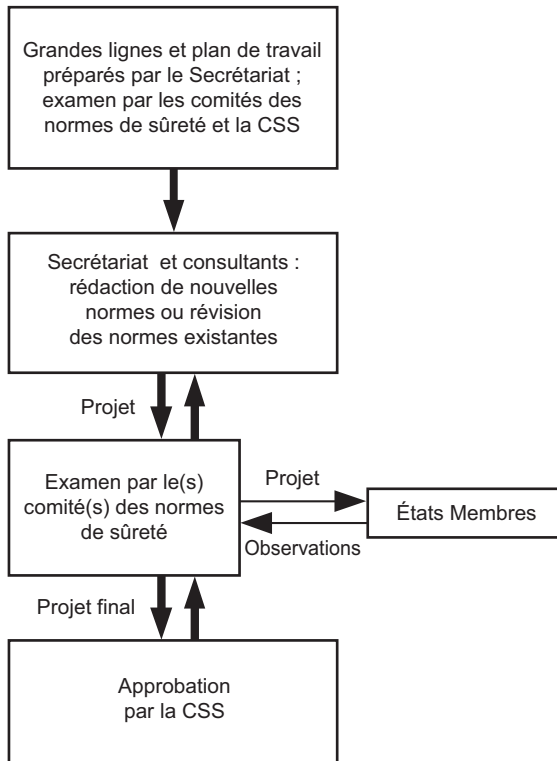 Grandes lignes et plan de travail
préparés par le Secrétariat ;
examen par les comités des
normes de sûreté et la CSS
Secrétariat et consultants :
rédaction de nouvelles
normes ou révision
des normes existantes
Projet
Examen par le(s)
comité(s) des normes
de sûreté
Projet
États Membres
Observations
Projet final
Approbation
par la CSS